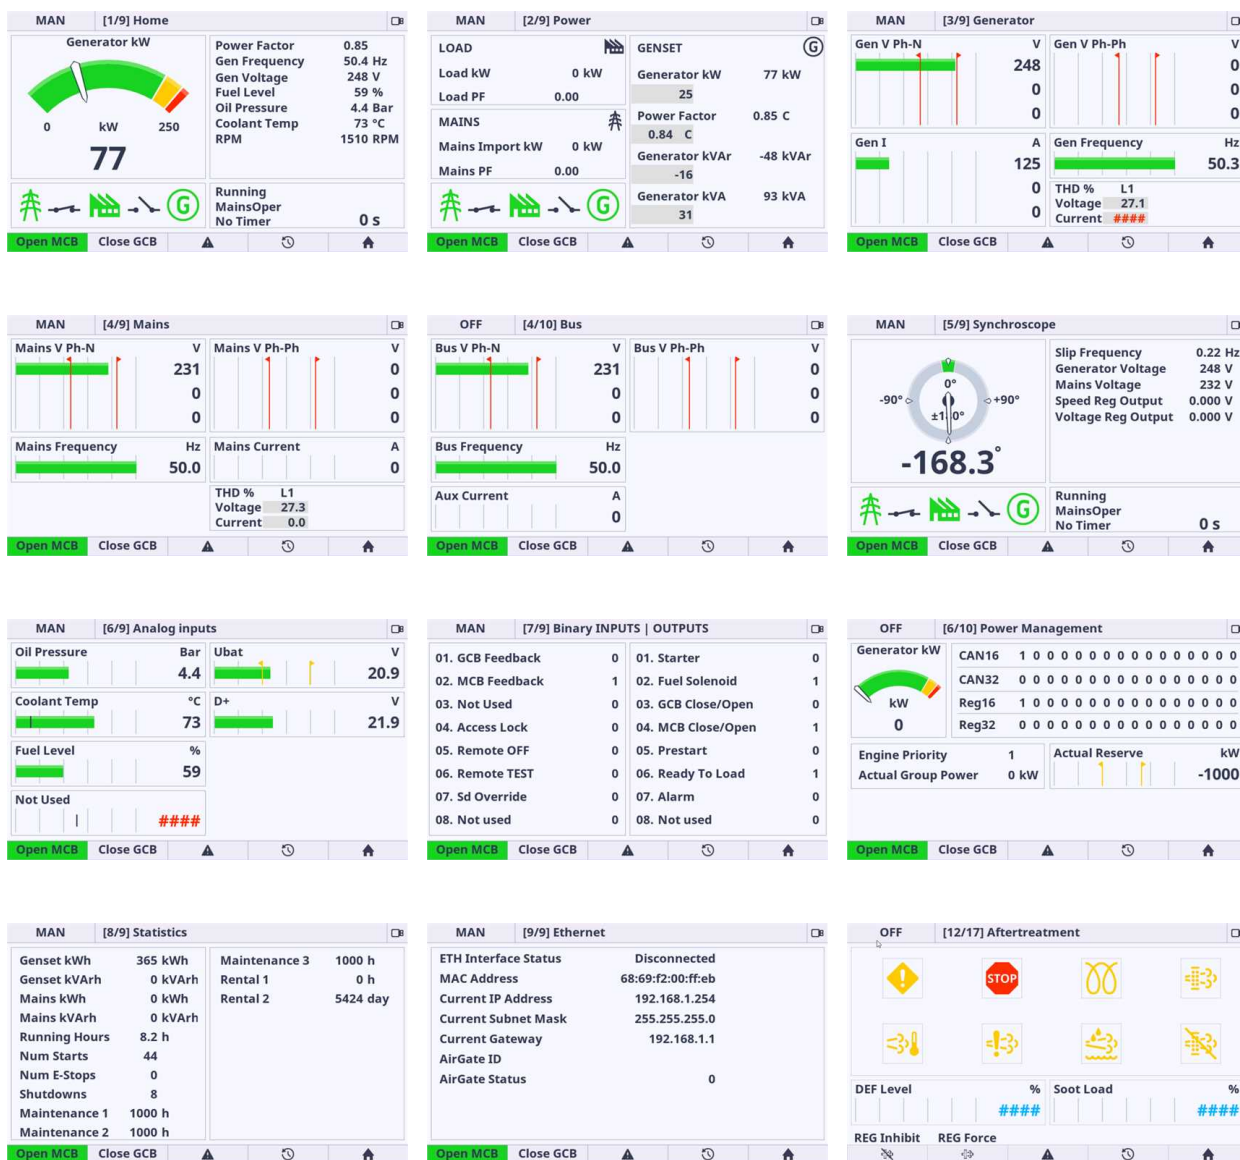 MAN [1/9] Home
Generator kW
0 kW 250
77
Power Factor 0.85
Gen Frequency 50.4 Hz
Gen Voltage 248 V
Fuel Level 59 %
Oil Pressure 4.4 Bar
Coolant Temp 73 °C
RPM 1510 RPM
G
Running
MainsOper
No Timer 0 s
Open MCB Close GCB
MAN [2/9] Power
LOAD
Load kW 0 kW
Load PF 0.00
MAINS
Mains Import kW 0 kW
Mains PF 0.00
GENSET G
Generator kW 77 kW
25
Power Factor 0.85 C
0.84 C
Generator kVAr -48 kVAr
-16
Generator kVA 93 kVA
31
Open MCB Close GCB
MAN [3/9] Generator
Gen V Ph-N V
248
0
0
Gen V Ph-Ph V
0
0
0
Gen I A
125
0
0
Gen Frequency Hz
50.3
THD % L1
Voltage 27.1
Current ####
Open MCB Close GCB
MAN [4/9] Mains
Mains V Ph-N V
231
0
0
Mains V Ph-Ph V
0
0
0
Mains Frequency Hz
50.0
Mains Current A
0
THD % L1
Voltage 27.3
Current 0.0
Open MCB Close GCB
OFF [4/10] Bus
Bus V Ph-N V
231
0
0
Bus V Ph-Ph V
0
0
0
Bus Frequency Hz
50.0
Aux Current A
0
Open MCB Close GCB
MAN [5/9] Synchroscope
0°
-90° +90°
-168.3°
Slip Frequency 0.22 Hz
Generator Voltage 248 V
Mains Voltage 232 V
Speed Reg Output 0.000 V
Voltage Reg Output 0.000 V
G
Running
MainsOper
No Timer 0 s
Open MCB Close GCB
MAN [6/9] Analog inputs
Oil Pressure Bar
4.4
Ubat V
20.9
Coolant Temp °C
73
D+ V
21.9
Fuel Level %
59
Not Used
####
Open MCB Close GCB
MAN [7/9] Binary INPUTS | OUTPUTS
01. GCB Feedback 0
02. MCB Feedback 1
03. Not Used 0
04. Access Lock 0
05. Remote OFF 0
06. Remote TEST 0
07. Sd Override 0
08. Not used 0
01. Starter 0
02. Fuel Solenoid 1
03. GCB Close/Open 0
04. MCB Close/Open 1
05. Prestart 0
06. Ready To Load 1
07. Alarm 0
08. Not used 0
Open MCB Close GCB
OFF [6/10] Power Management
Generator kW
kW
0
CAN16 1 0 0 0 0 0 0 0 0 0 0 0 0 0 0 0
CAN32 0 0 0 0 0 0 0 0 0 0 0 0 0 0 0 0
Reg16 1 0 0 0 0 0 0 0 0 0 0 0 0 0 0 0
Reg32 0 0 0 0 0 0 0 0 0 0 0 0 0 0 0 0
Engine Priority 1
Actual Group Power 0 kW
Actual Reserve kW
-1000
Open MCB Close GCB
MAN [8/9] Statistics
Genset kWh 365 kWh
Genset kVArh 0 kVArh
Mains kWh 0 kWh
Mains kVArh 0 kVArh
Running Hours 8.2 h
Num Starts 44
Num E-Stops 0
Shutdowns 8
Maintenance 1 1000 h
Maintenance 2 1000 h
Maintenance 3 1000 h
Rental 1 0 h
Rental 2 5424 day
Open MCB Close GCB
MAN [9/9] Ethernet
ETH Interface Status Disconnected
MAC Address 68:69:f2:00:ff:eb
Current IP Address 192.168.1.254
Current Subnet Mask 255.255.255.0
Current Gateway 192.168.1.1
AirGate ID
AirGate Status 0
Open MCB Close GCB
OFF [12/17] Aftertreatment
STOP
DEF Level %
####
Soot Load %
####
REG Inhibit REG Force